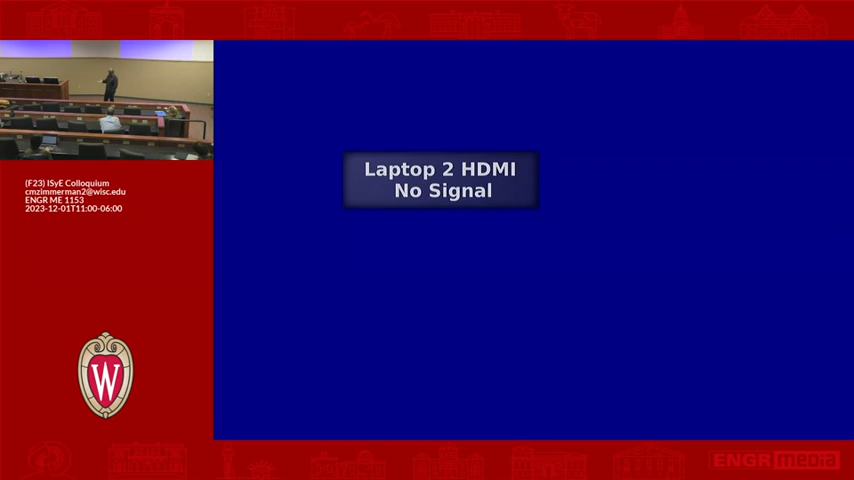 Laptop 2 HDMI
No Signal
(F23) ISyE Colloquium
cmzimmerman2@wisc.edu
ENGR ME 1153
2023-12-01T11:00-06:00
W
ENGR media